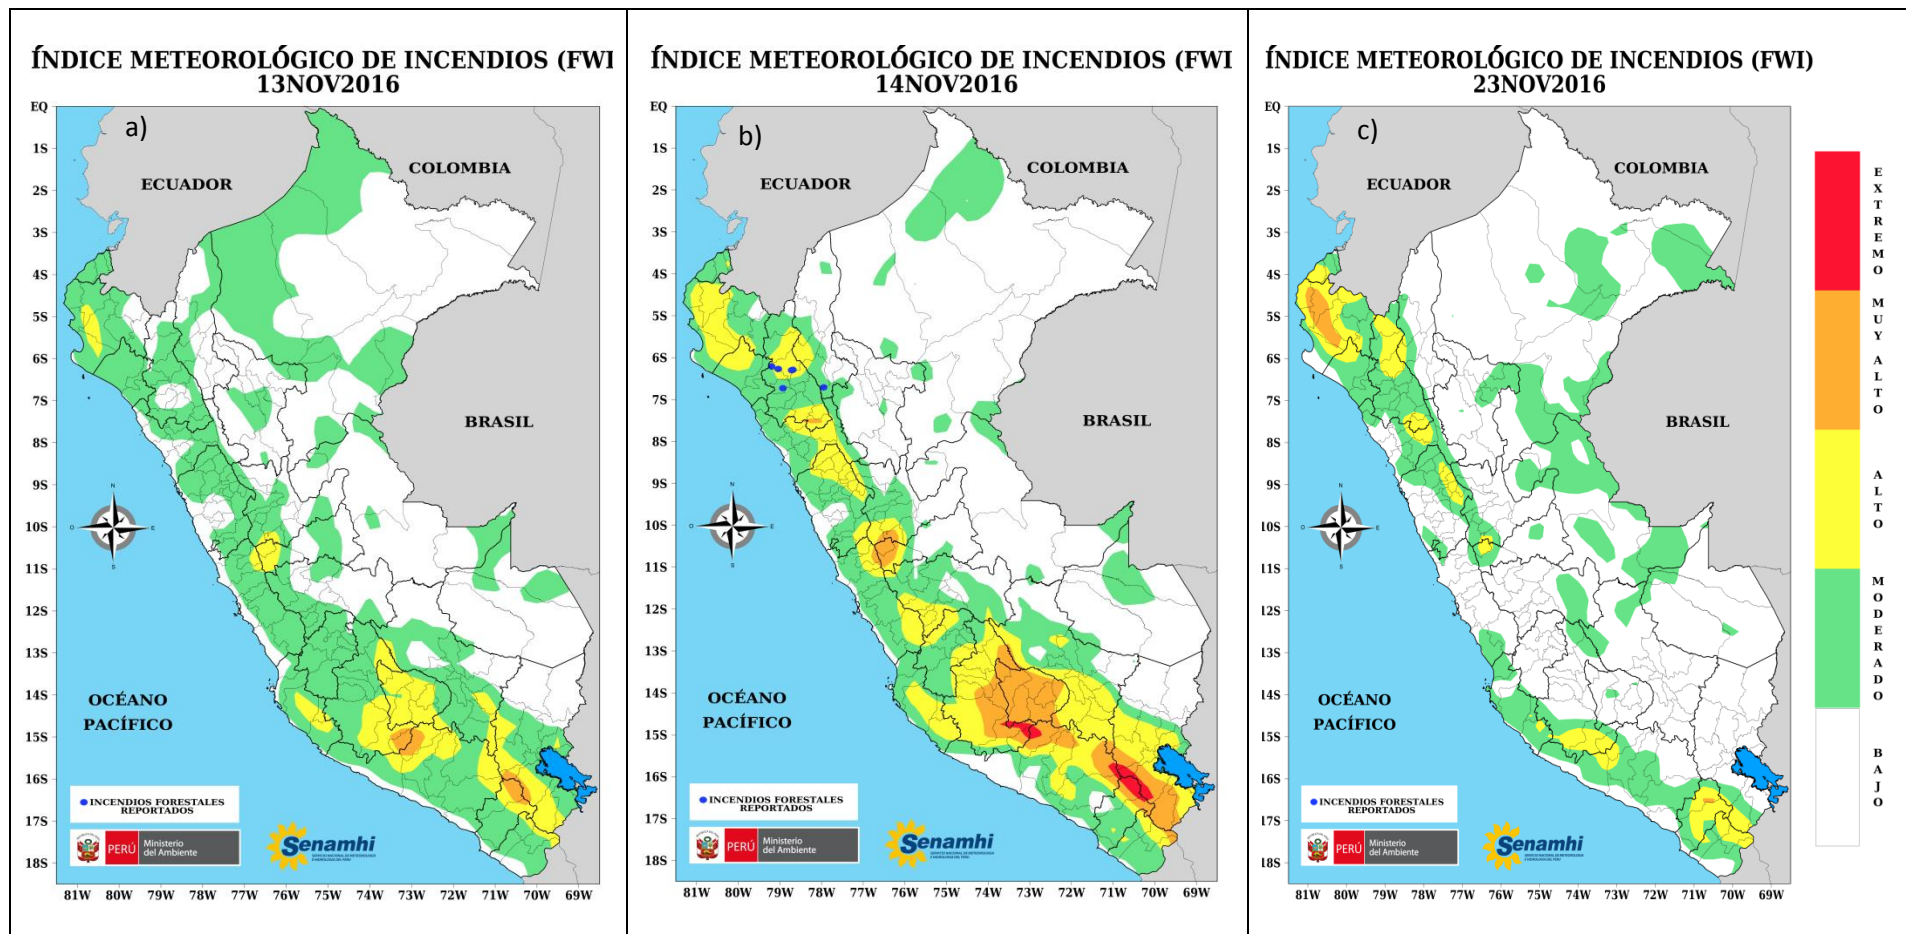 ÍNDICE METEOROLÓGICO DE INCENDIOS (FWI
13NOV2016
a)
EQ
1S
2S
3S
4S
5S
6S
7S
8S
9S
10S
11S
12S
13S
14S
15S
16S
17S
18S
ECUADOR
COLOMBIA
BRASIL
N
O
E
S
OCÉANO
PACÍFICO
INCENDIOS FORESTALES
REPORTADOS
PERÚ
Ministerio
del Ambiente
Senamhi
81W 80W 79W 78W 77W 76W 75W 74W 73W 72W 71W 70W 69W
ÍNDICE METEOROLÓGICO DE INCENDIOS (FWI
14NOV2016
b)
EQ
1S
2S
3S
4S
5S
6S
7S
8S
9S
10S
11S
12S
13S
14S
15S
16S
17S
18S
ECUADOR
COLOMBIA
BRASIL
N
O
E
S
OCÉANO
PACÍFICO
INCENDIOS FORESTALES
REPORTADOS
PERÚ
Ministerio
del Ambiente
Senamhi
81W 80W 79W 78W 77W 76W 75W 74W 73W 72W 71W 70W 69W
ÍNDICE METEOROLÓGICO DE INCENDIOS (FWI)
23NOV2016
c)
EQ
1S
2S
3S
4S
5S
6S
7S
8S
9S
10S
11S
12S
13S
14S
15S
16S
17S
18S
ECUADOR
COLOMBIA
BRASIL
N
O
E
S
OCÉANO
PACÍFICO
INCENDIOS FORESTALES
REPORTADOS
PERÚ
Ministerio
del Ambiente
Senamhi
81W 80W 79W 78W 77W 76W 75W 74W 73W 72W 71W 70W 69W
EXTREMO
MUY ALTO
ALTO
MODERADO
BAJO